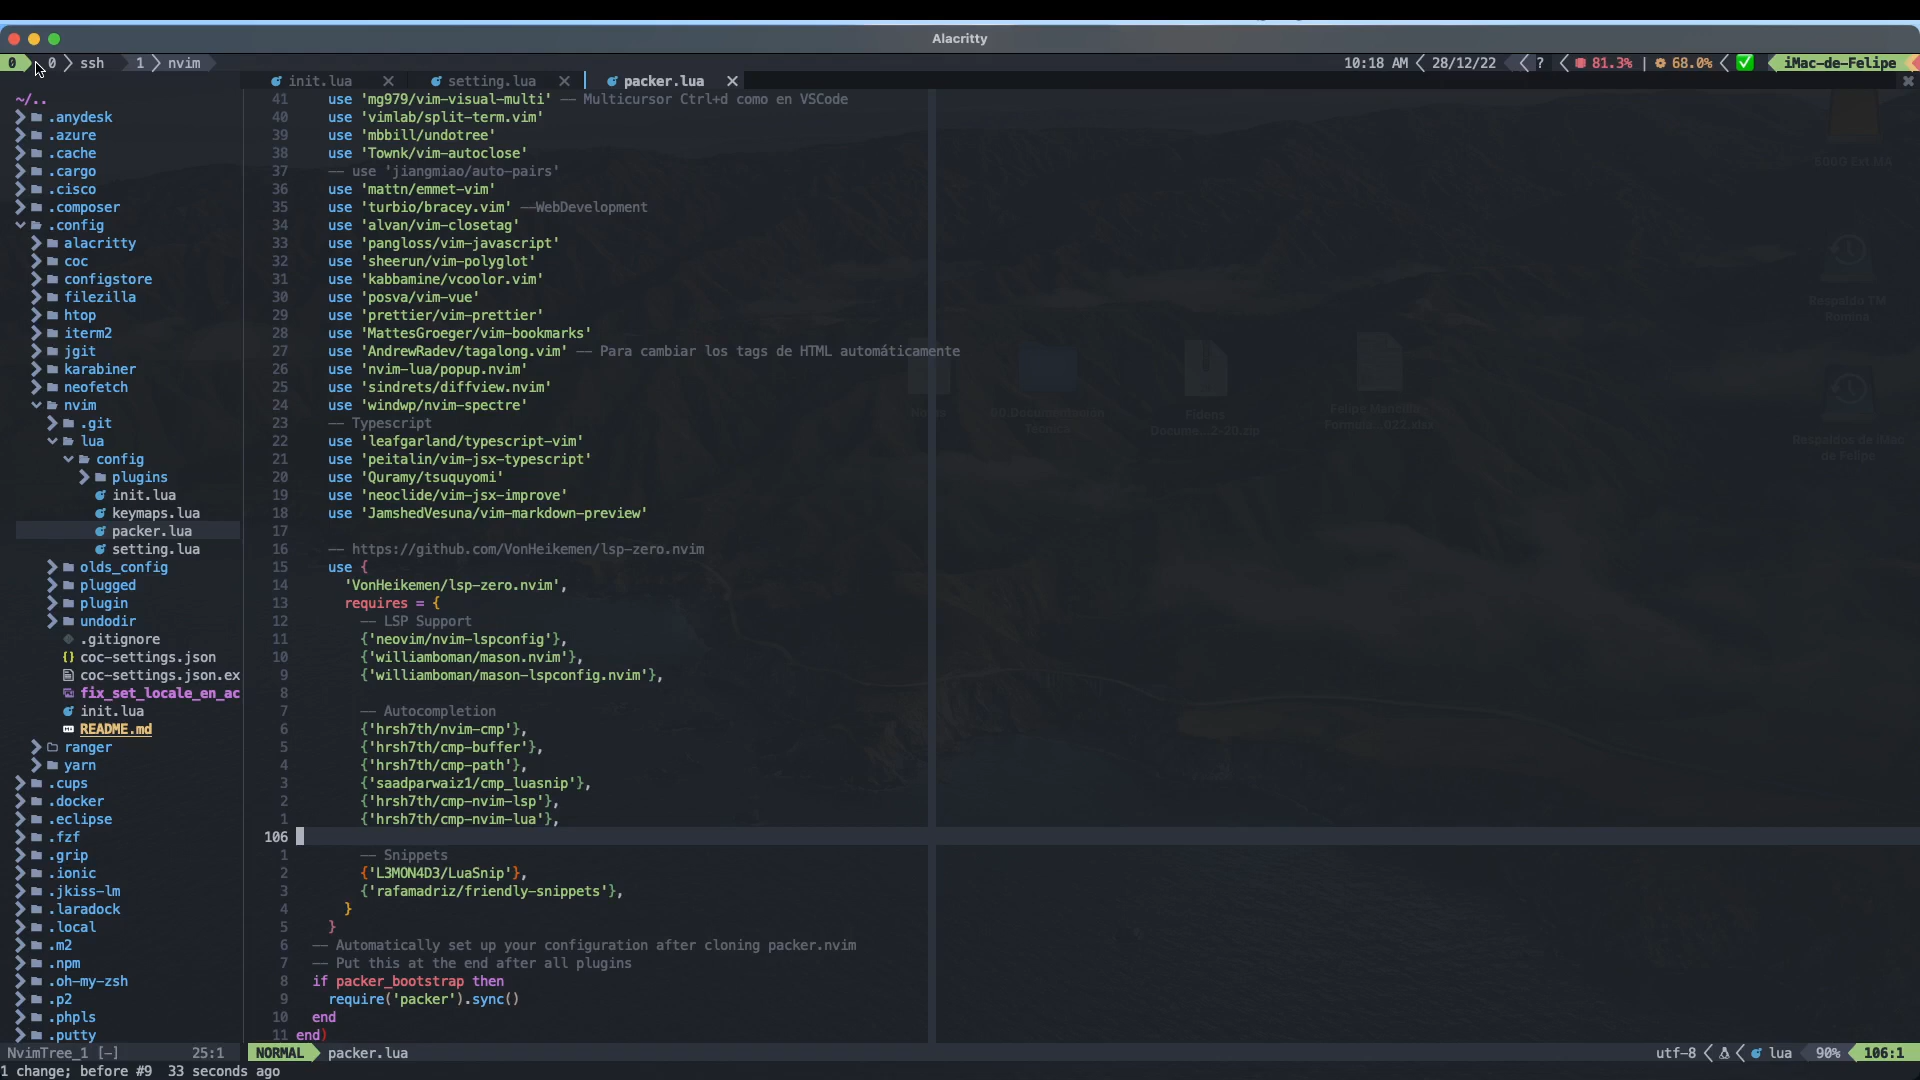 Alacritty
0 0 ssh 1 nvim 10:18 AM 28/12/22 ? 81.3% | 68.0% iMac-de-Felipe
init.lua setting.lua packer.lua
~/..
.anydesk
.azure
.cache
.cargo
.cisco
.composer
.config
alacritty
coc
configstore
filezilla
htop
iterm2
jgit
karabiner
neofetch
nvim
.git
lua
config
plugins
init.lua
keymaps.lua
packer.lua
setting.lua
olds_config
plugged
plugin
undodir
.gitignore
coc-settings.json
coc-settings.json.ex
fix_set_locale_en_ac
init.lua
README.md
ranger
yarn
.cups
.docker
.eclipse
.fzf
.grip
.ionic
.jkiss-lm
.laradock
.local
.m2
.npm
.oh-my-zsh
.p2
.phpls
.putty
41 use 'mg979/vim-visual-multi' -- Multicursor Ctrl+d como en VSCode
40 use 'vimlab/split-term.vim'
39 use 'mbbill/undotree'
38 use 'Townk/vim-autoclose'
37 -- use 'jiangmiao/auto-pairs'
36 use 'mattn/emmet-vim'
35 use 'turbio/bracey.vim' --WebDevelopment
34 use 'alvan/vim-closetag'
33 use 'pangloss/vim-javascript'
32 use 'sheerun/vim-polyglot'
31 use 'kabbamine/vcoolor.vim'
30 use 'posva/vim-vue'
29 use 'prettier/vim-prettier'
28 use 'MattesGroeger/vim-bookmarks'
27 use 'AndrewRadev/tagalong.vim' -- Para cambiar los tags de HTML automáticamente
26 use 'nvim-lua/popup.nvim'
25 use 'sindrets/diffview.nvim'
24 use 'windwp/nvim-spectre'
23 -- Typescript
22 use 'leafgarland/typescript-vim'
21 use 'peitalin/vim-jsx-typescript'
20 use 'Quramy/tsuquyomi'
19 use 'neoclide/vim-jsx-improve'
18 use 'JamshedVesuna/vim-markdown-preview'
17
16 -- https://github.com/VonHeikemen/lsp-zero.nvim
15 use {
14 'VonHeikemen/lsp-zero.nvim',
13 requires = {
12 -- LSP Support
11 {'neovim/nvim-lspconfig'},
10 {'williamboman/mason.nvim'},
9 {'williamboman/mason-lspconfig.nvim'},
8
7 -- Autocompletion
6 {'hrsh7th/nvim-cmp'},
5 {'hrsh7th/cmp-buffer'},
4 {'hrsh7th/cmp-path'},
3 {'saadparwaiz1/cmp_luasnip'},
2 {'hrsh7th/cmp-nvim-lsp'},
1 {'hrsh7th/cmp-nvim-lua'},
106
1 -- Snippets
2 {'L3MON4D3/LuaSnip'},
3 {'rafamadriz/friendly-snippets'},
4 }
5 }
6 -- Automatically set up your configuration after cloning packer.nvim
7 -- Put this at the end after all plugins
8 if packer_bootstrap then
9 require('packer').sync()
10 end
11 end)
600G Ext M4
Respaldo TM
Romina
Respaldos de iMac
de Felipe
Fidens
Docume...2-20.zip
NvimTree_1 [-] 25:1 NORMAL packer.lua utf-8 lua 90% 106:1
1 change; before #9 33 seconds ago